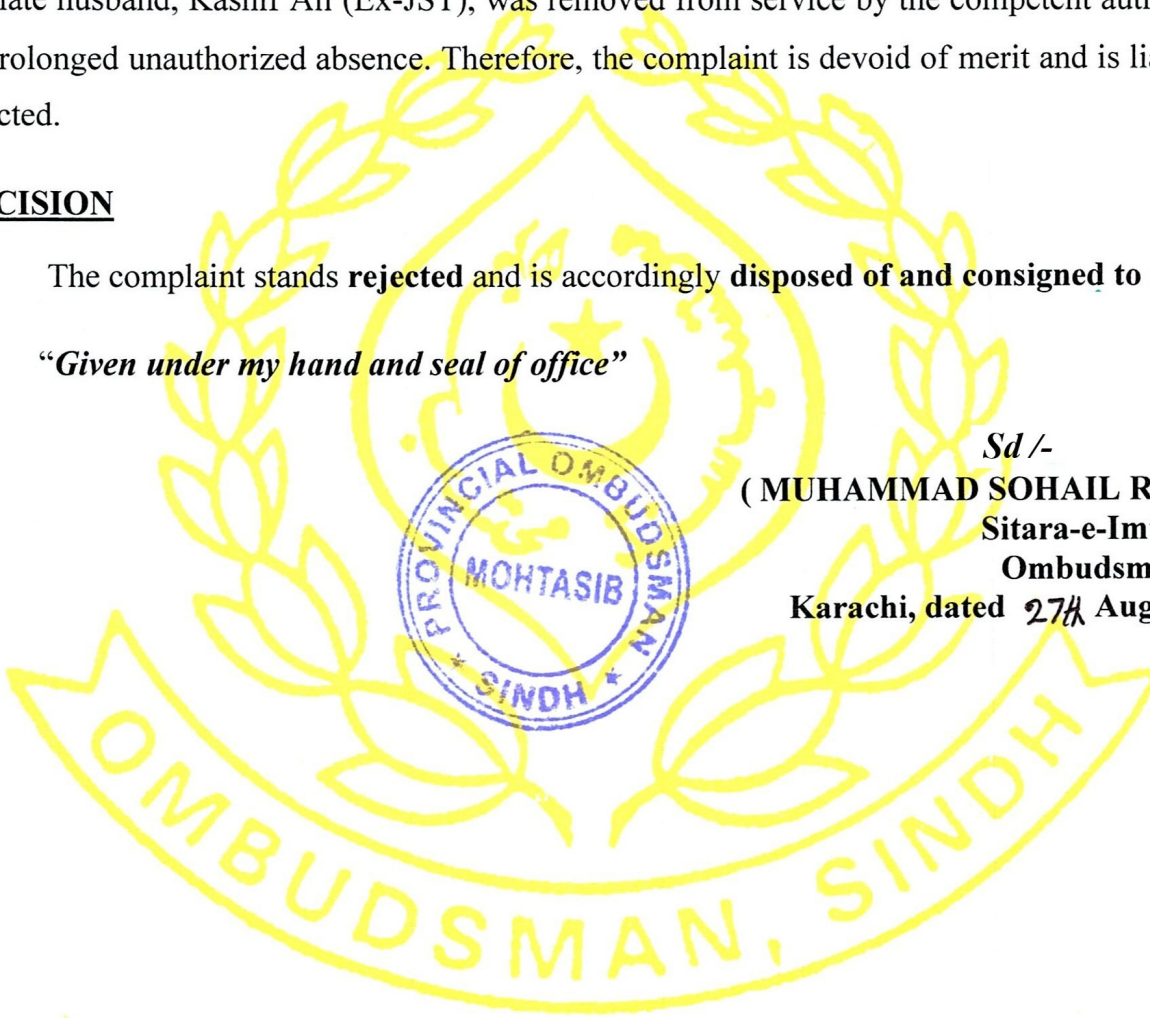 ate husband, Kashif Ali (Ex-JST), was removed from service by the competent aut
rolonged unauthorized absence. Therefore, the complaint is devoid of merit and is li
cted.
CISION
The complaint stands rejected and is accordingly disposed of and consigned to
“Given under my hand and seal of office”
Sd /-
( MUHAMMAD SOHAIL R
Sitara-e-Im
Ombudsm
Karachi, dated 27th Aug
PROVINCIAL OMBUDSMAN
MOHTASIB
★ SINDH ★
OMBUDSMAN, SINDH